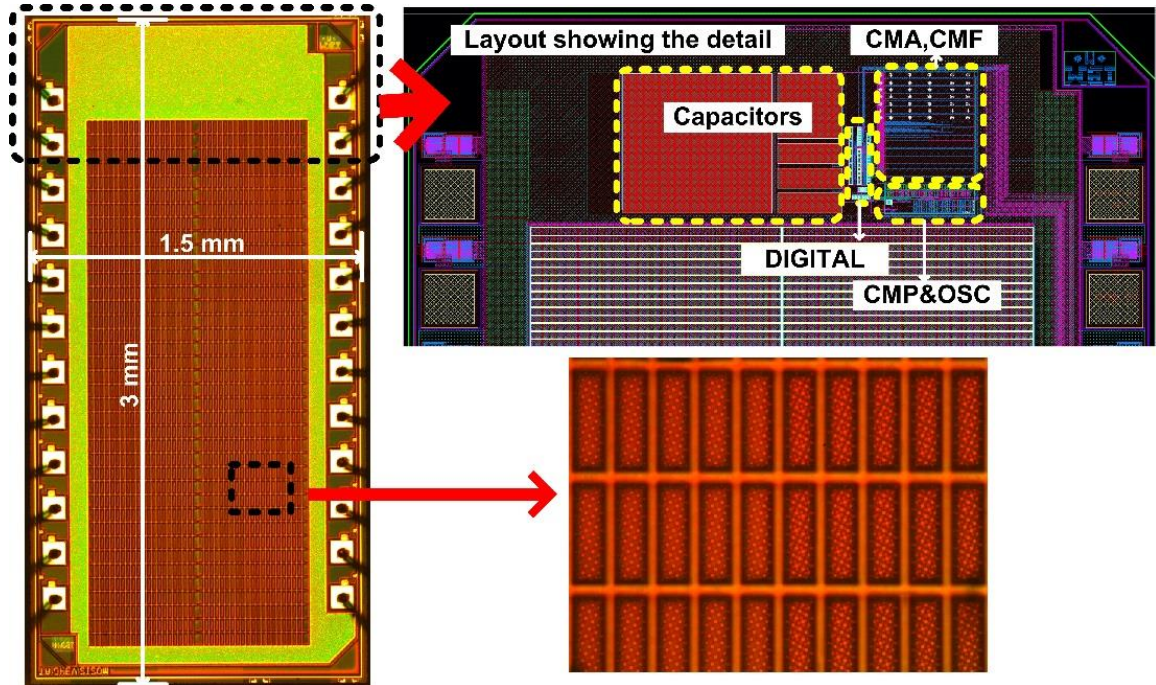 Layout showing the detail
CMA,CMF
Capacitors
DIGITAL
CMP&OSC
1.5 mm
3 mm